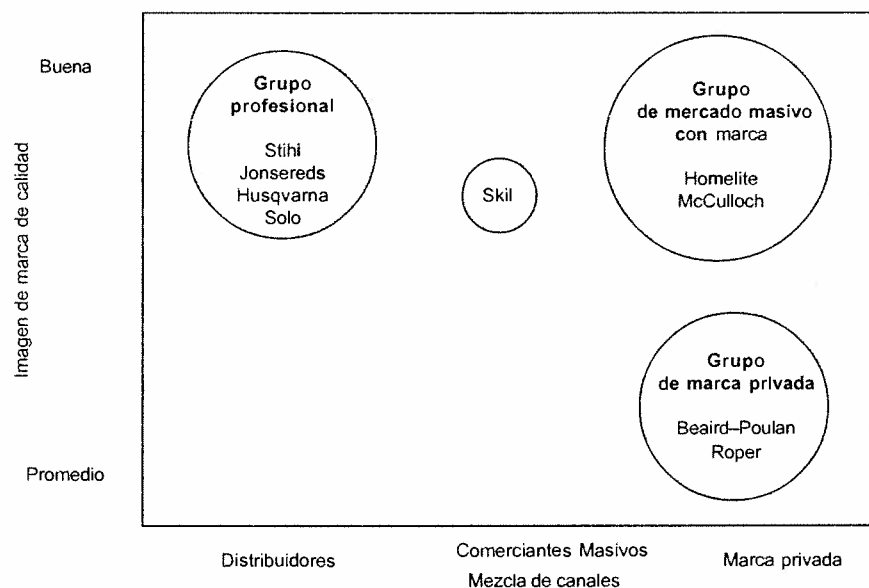 Buena
Imagen de marca de calidad
Promedio
Grupo
profesional
Stihl
Jonsereds
Husqvarna
Solo
Skil
Grupo
de mercado masivo
con marca
Homelite
McCulloch
Grupo
de marca privada
Beaird–Poulan
Roper
Distribuidores
Comerciantes Masivos
Marca privada
Mezcla de canales